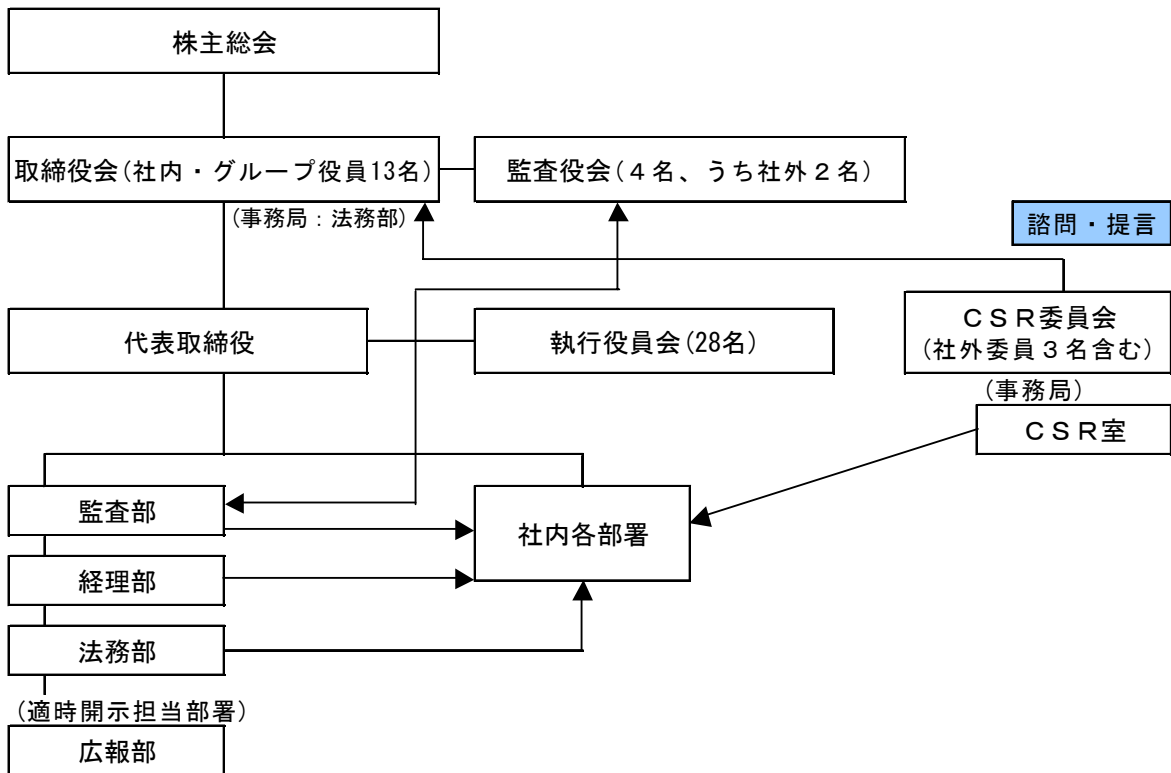 株主総会
取締役会(社内・グループ役員13名)
監査役会(４名、うち社外２名)
(事務局：法務部)
諮問・提言
代表取締役
執行役員会(28名)
ＣＳＲ委員会
(社外委員３名含む)
(事務局)
ＣＳＲ室
監査部
社内各部署
経理部
法務部
(適時開示担当部署)
広報部